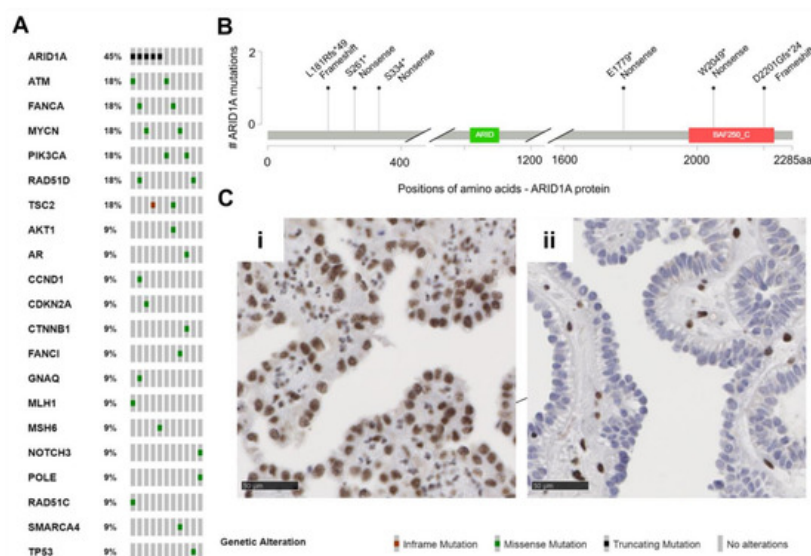 A
ARID1A 45%
ATM 18%
FANCA 18%
MYCN 18%
PIK3CA 18%
RAD51D 18%
TSC2 18%
AKT1 9%
AR 9%
CCND1 9%
CDKN2A 9%
CTNNB1 9%
FANCI 9%
GNAQ 9%
MLH1 9%
MSH6 9%
NOTCH3 9%
POLE 9%
RAD51C 9%
SMARCA4 9%
TP53 9%
B
# ARID1A mutations
2
1
0
L181Rfs*49
Frameshift
S261*
Nonsense
S334*
Nonsense
E1779*
Nonsense
W2049*
Nonsense
D2201Gfs*24
Frameshift
ARID
BAF250_C
0 400 800 1200 1600 2000 2285aa
Positions of amino acids - ARID1A protein
C
i
ii
50 µm
50 µm
Genetic Alteration
Inframe Mutation
Missense Mutation
Truncating Mutation
No alterations